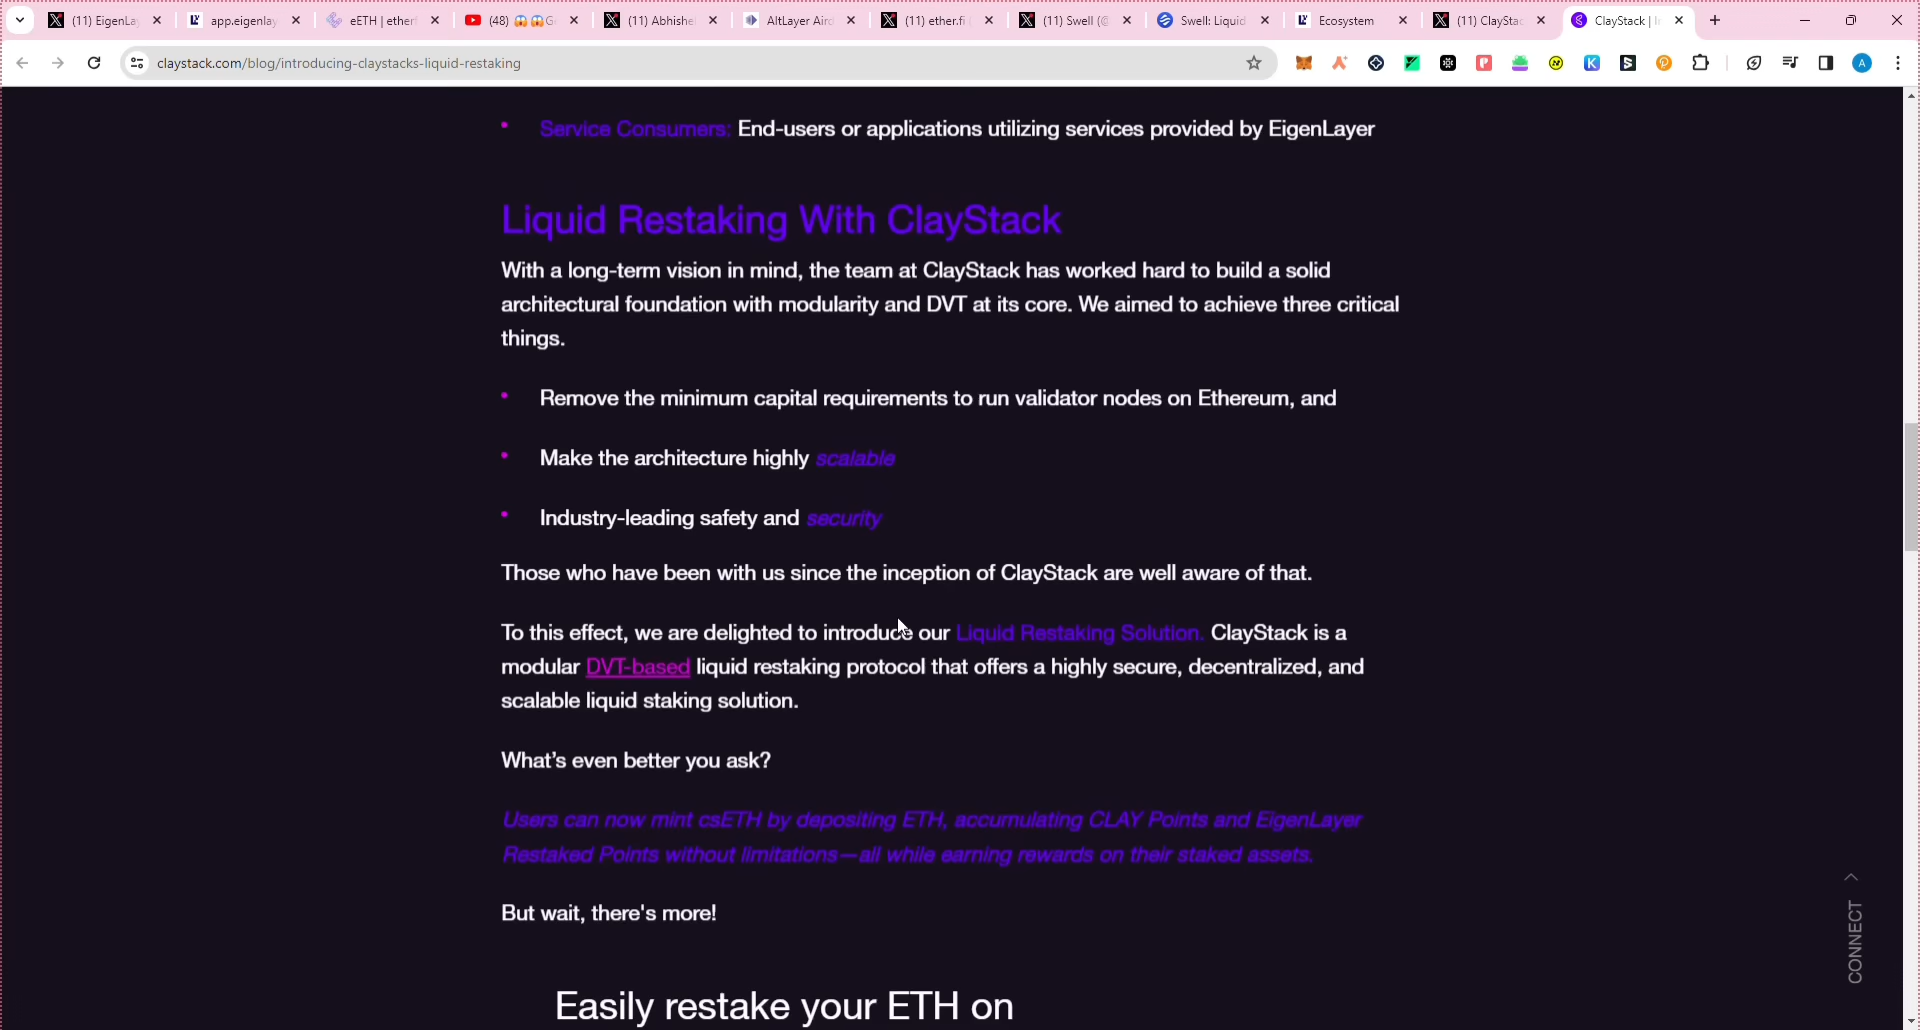 (11) EigenLa
app.eigenlay
eETH | ether
(48) 😱😱G
(11) Abhishe
AltLayer Aird
(11) ether.fi
(11) Swell (@
Swell: Liquid
Ecosystem
(11) ClayStac
ClayStack | I
claystack.com/blog/introducing-claystacks-liquid-restaking
A
Service Consumers: End-users or applications utilizing services provided by EigenLayer
Liquid Restaking With ClayStack
With a long-term vision in mind, the team at ClayStack has worked hard to build a solid
architectural foundation with modularity and DVT at its core. We aimed to achieve three critical
things.
Remove the minimum capital requirements to run validator nodes on Ethereum, and
Make the architecture highly scalable
Industry-leading safety and security
Those who have been with us since the inception of ClayStack are well aware of that.
To this effect, we are delighted to introduce our Liquid Restaking Solution. ClayStack is a
modular DVT-based liquid restaking protocol that offers a highly secure, decentralized, and
scalable liquid staking solution.
What’s even better you ask?
Users can now mint csETH by depositing ETH, accumulating CLAY Points and EigenLayer
Restaked Points without limitations—all while earning rewards on their staked assets.
But wait, there's more!
CONNECT
Easily restake your ETH on